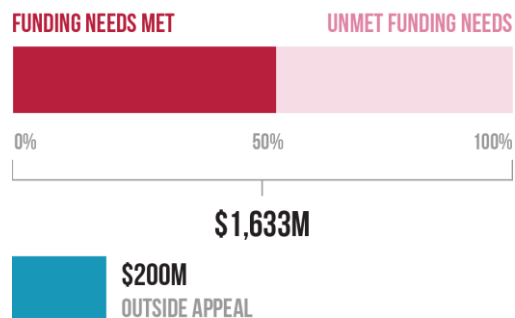 FUNDING NEEDS MET UNMET FUNDING NEEDS
0% 50% 100%
$1,633M
$200M
OUTSIDE APPEAL